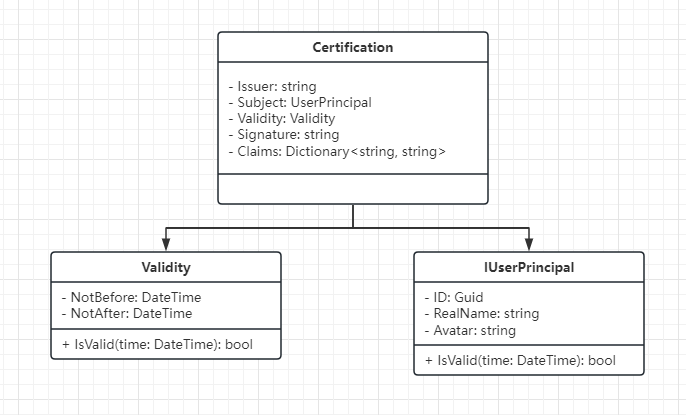 Certification
- Issuer: string
- Subject: UserPrincipal
- Validity: Validity
- Signature: string
- Claims: Dictionary<string, string>
Validity
- NotBefore: DateTime
- NotAfter: DateTime
+ IsValid(time: DateTime): bool
IUserPrincipal
- ID: Guid
- RealName: string
- Avatar: string
+ IsValid(time: DateTime): bool